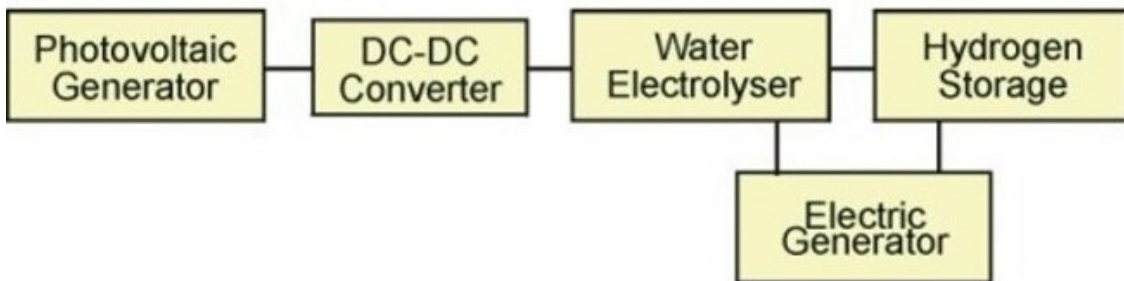 Photovoltaic
Generator
DC-DC
Converter
Water
Electrolyser
Hydrogen
Storage
Electric
Generator